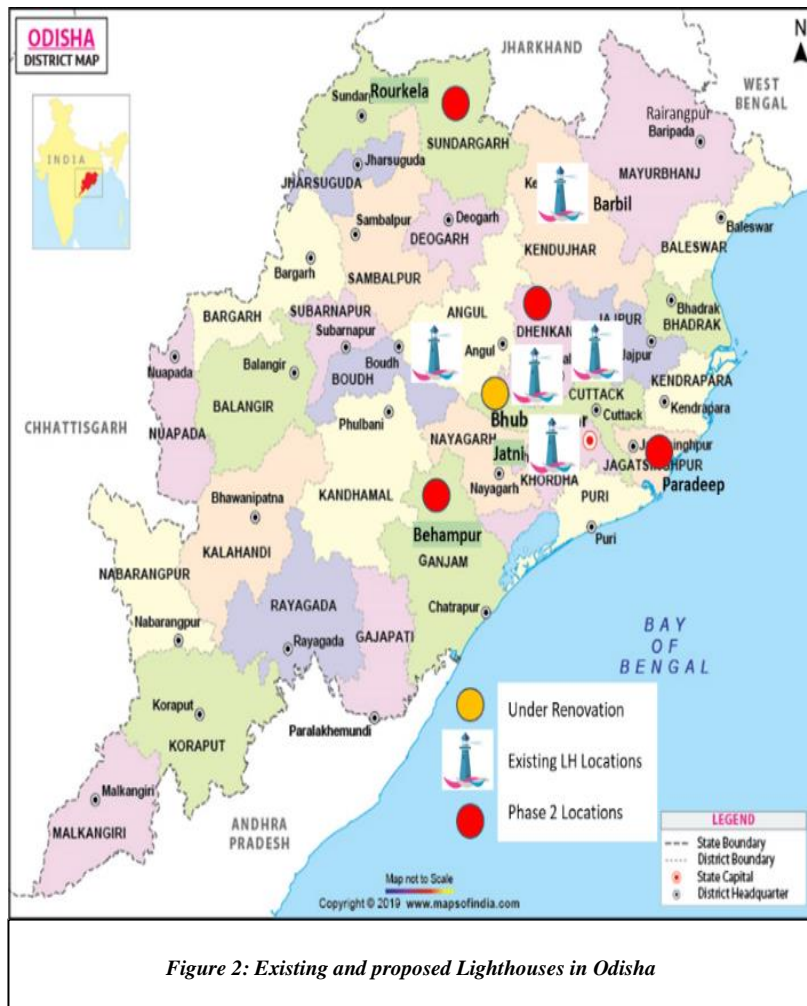 ODISHA
DISTRICT MAP
N
JHARKHAND
WEST
BENGAL
INDIA
Rourkela
SUNDARGARH
Rairangpur
Baripada
MAYURBHANJ
Jharsuguda
JHARSUGUDA
Barbil
Sambalpur
Deogarh
DEOGARH
KENDUJHAR
Baleswar
BALESWAR
Bargarh
SAMBALPUR
BARGARH
SUBARNAPUR
Subarnapur
ANGUL
Angul
Bhadrak
BHADRAK
Jajpur
Nuapada
NUAPADA
Balangir
BALANGIR
Boudh
BOUDH
CUTTACK
Cuttack
KENDRAPARA
Kendrapara
CHHATTISGARH
Phulbani
NAYAGARH
Nayagarh
KHORDHA
Paradeep
PURI
Puri
Bhawanipatna
KALAHANDI
KANDHAMAL
Behampur
GANJAM
NABARANGPUR
Nabarangpur
RAYAGADA
Rayagada
GAJAPATI
Chatrapur
BAY
OF
BENGAL
Koraput
KORAPUT
Paralakhemundi
Malkangiri
MALKANGIRI
ANDHRA
PRADESH
Under Renovation
Existing LH Locations
Phase 2 Locations
LEGEND
State Boundary
District Boundary
State Capital
District Headquarter
Map not to Scale
Copyright © 2019 www.mapsofindia.com
Figure 2: Existing and proposed Lighthouses in Odisha